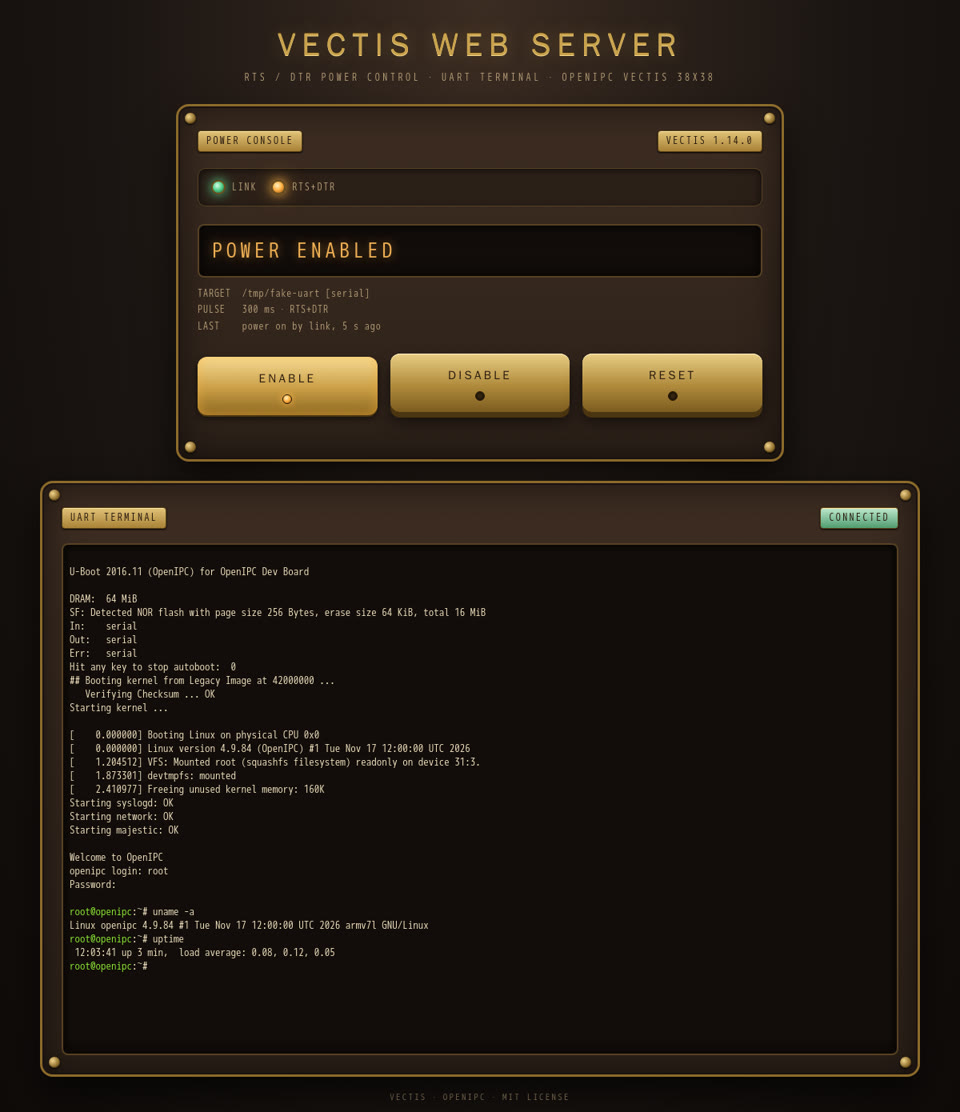 VECTIS WEB SERVER
RTS / DTR POWER CONTROL · UART TERMINAL · OPENIPC VECTIS 38X38
POWER CONSOLE
VECTIS 1.14.0
LINK
RTS+DTR
POWER ENABLED
TARGET /tmp/fake-uart [serial]
PULSE 300 ms · RTS+DTR
LAST power on by link, 5 s ago
ENABLE
DISABLE
RESET
UART TERMINAL
CONNECTED
U-Boot 2016.11 (OpenIPC) for OpenIPC Dev Board
DRAM:  64 MiB
SF: Detected NOR flash with page size 256 Bytes, erase size 64 KiB, total 16 MiB
In:    serial
Out:   serial
Err:   serial
Hit any key to stop autoboot:  0
## Booting kernel from Legacy Image at 42000000 ...
   Verifying Checksum ... OK
Starting kernel ...
[    0.000000] Booting Linux on physical CPU 0x0
[    0.000000] Linux version 4.9.84 (OpenIPC) #1 Tue Nov 17 12:00:00 UTC 2026
[    1.204512] VFS: Mounted root (squashfs filesystem) readonly on device 31:3.
[    1.873301] devtmpfs: mounted
[    2.410977] Freeing unused kernel memory: 160K
Starting syslogd: OK
Starting network: OK
Starting majestic: OK
Welcome to OpenIPC
openipc login: root
Password:
root@openipc:~# uname -a
Linux openipc 4.9.84 #1 Tue Nov 17 12:00:00 UTC 2026 armv7l GNU/Linux
root@openipc:~# uptime
 12:03:41 up 3 min,  load average: 0.08, 0.12, 0.05
root@openipc:~#
VECTIS · OPENIPC · MIT LICENSE